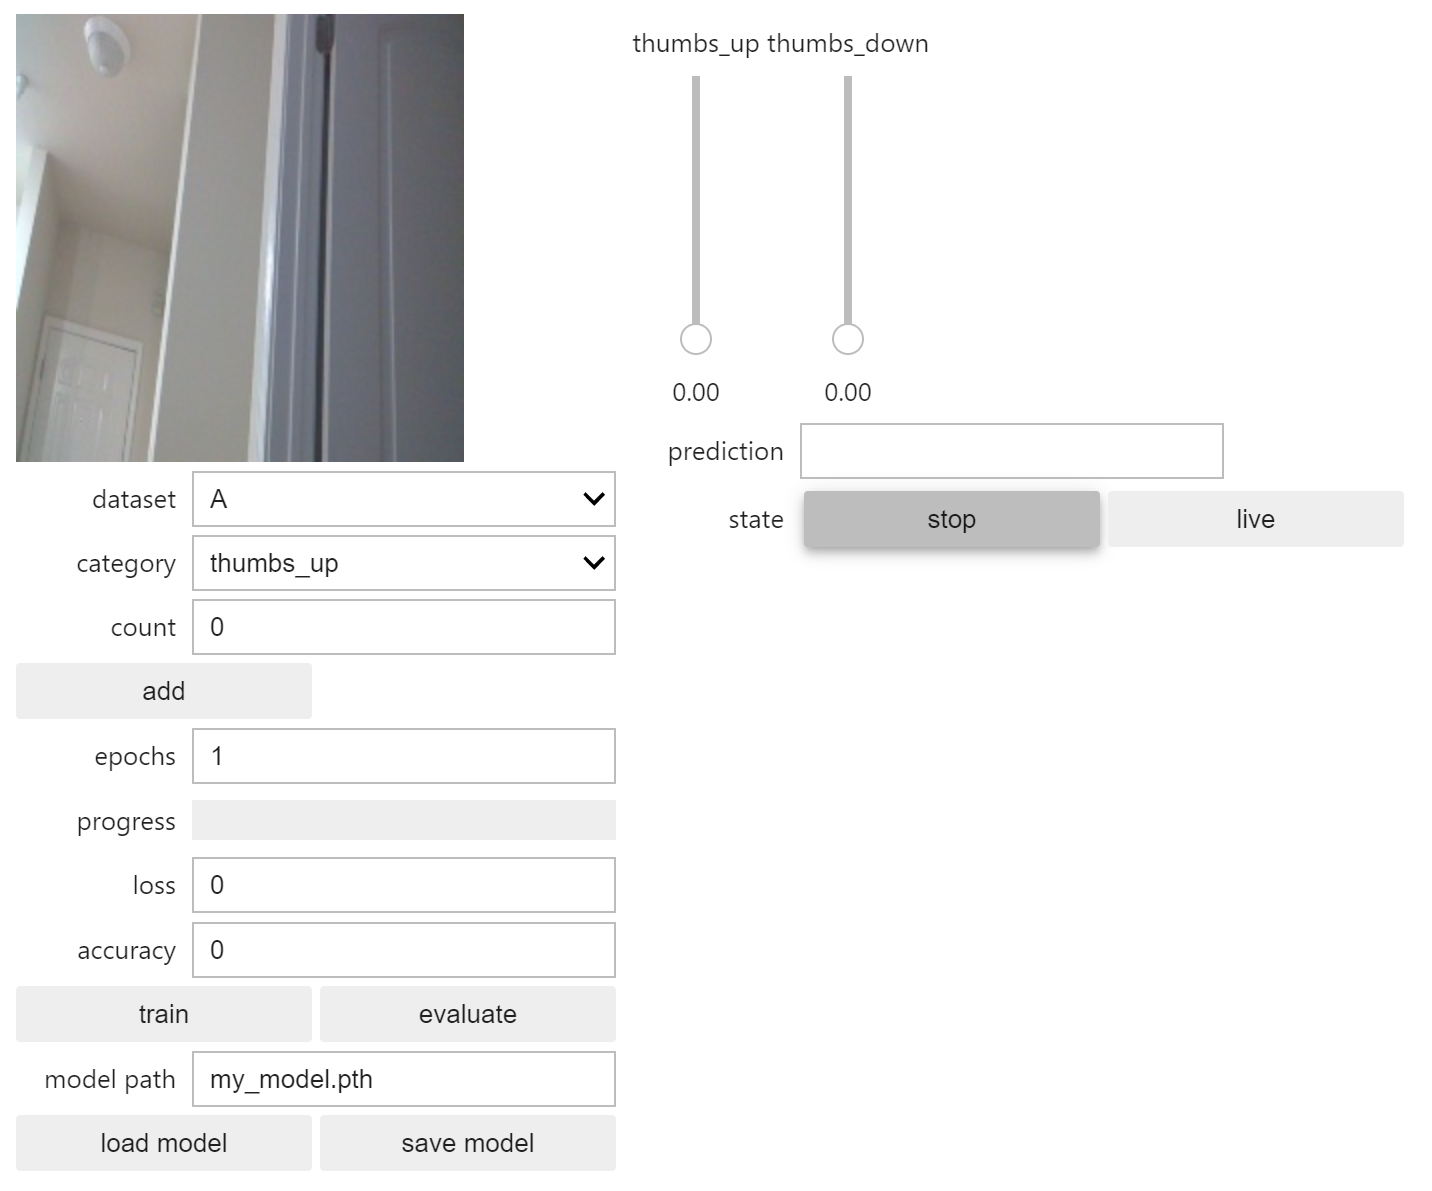 thumbs_up thumbs_down
0.00 0.00
prediction
state stop live
dataset A
category thumbs_up
count 0
add
epochs 1
progress
loss 0
accuracy 0
train evaluate
model path my_model.pth
load model save model